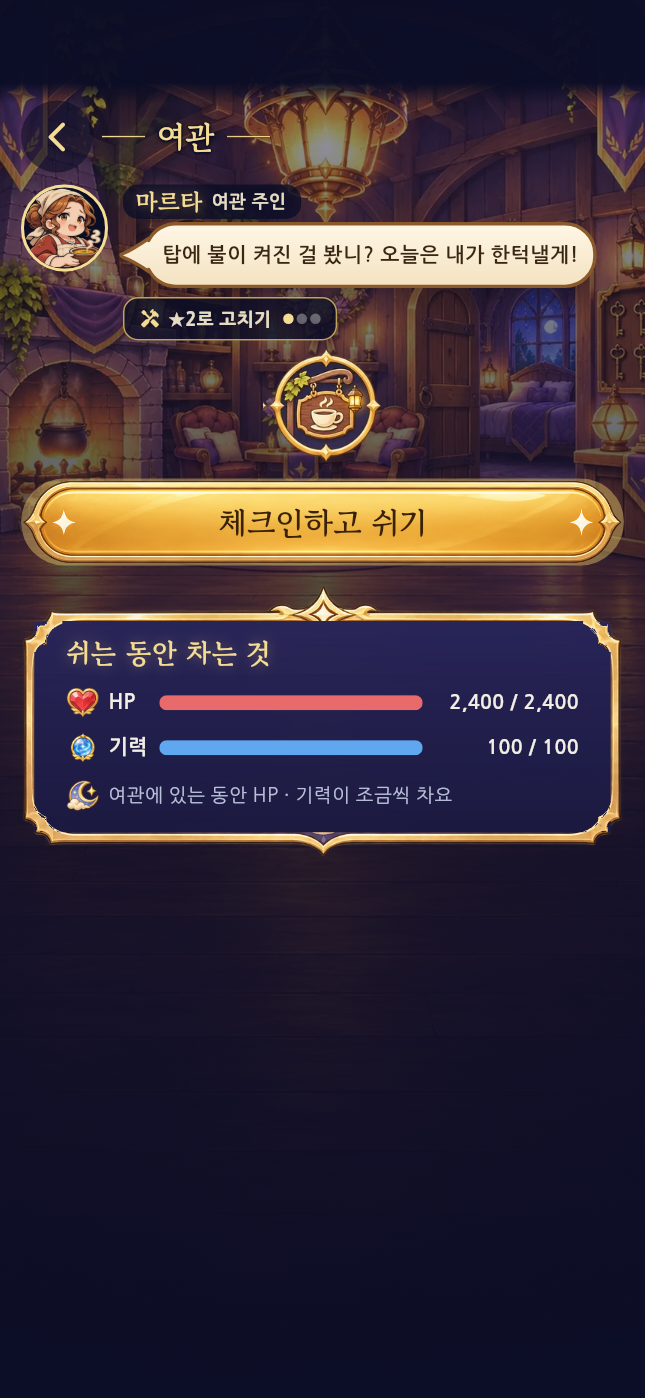 여관
마르타 여관 주인
탑에 불이 켜진 걸 봤니? 오늘은 내가 한턱낼게!
★2로 고치기
체크인하고 쉬기
쉬는 동안 차는 것
HP 2,400 / 2,400
기력 100 / 100
여관에 있는 동안 HP · 기력이 조금씩 차요